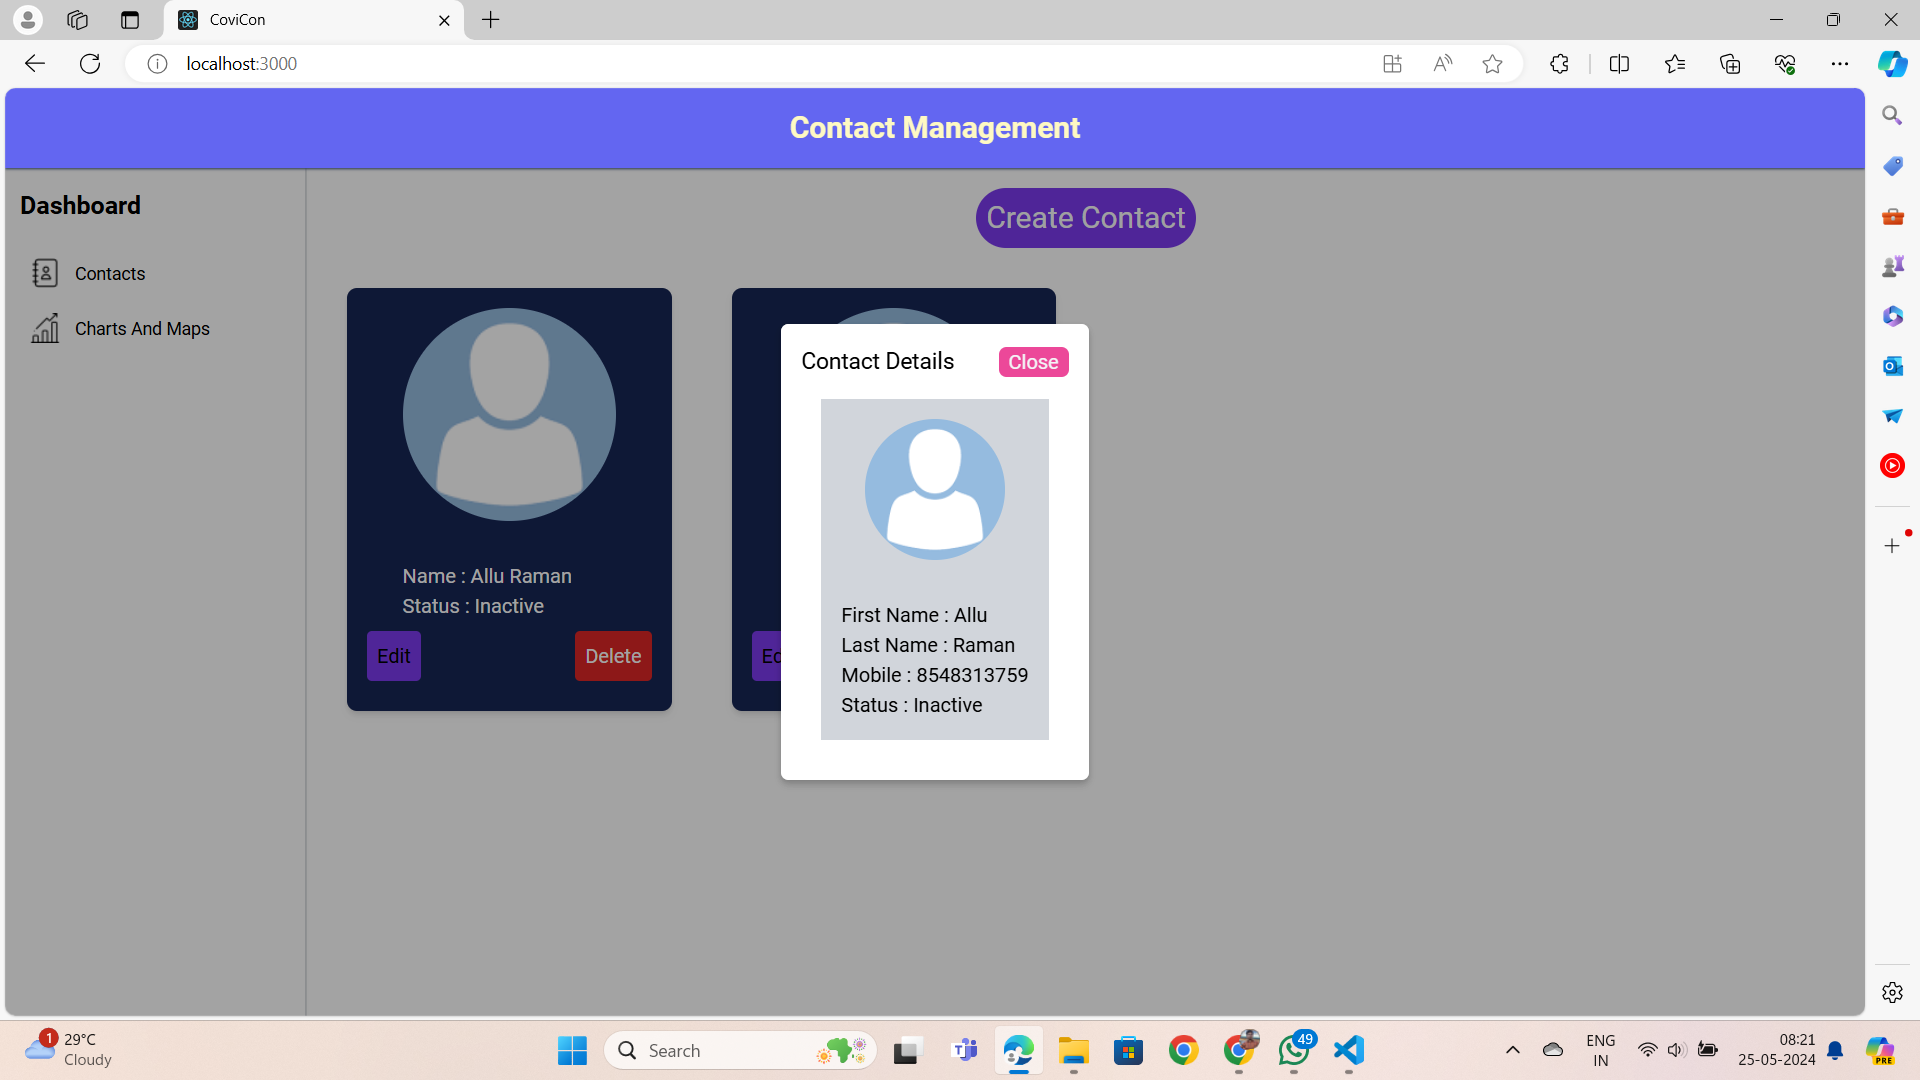 CoviCon
localhost:3000
Contact Management
Dashboard
Contacts
Charts And Maps
Create Contact
Name : Allu Raman
Status : Inactive
Edit
Delete
Ed
Contact Details
Close
First Name : Allu
Last Name : Raman
Mobile : 8548313759
Status : Inactive
1
29°C
Cloudy
Search
49
ENG
IN
08:21
25-05-2024
PRE